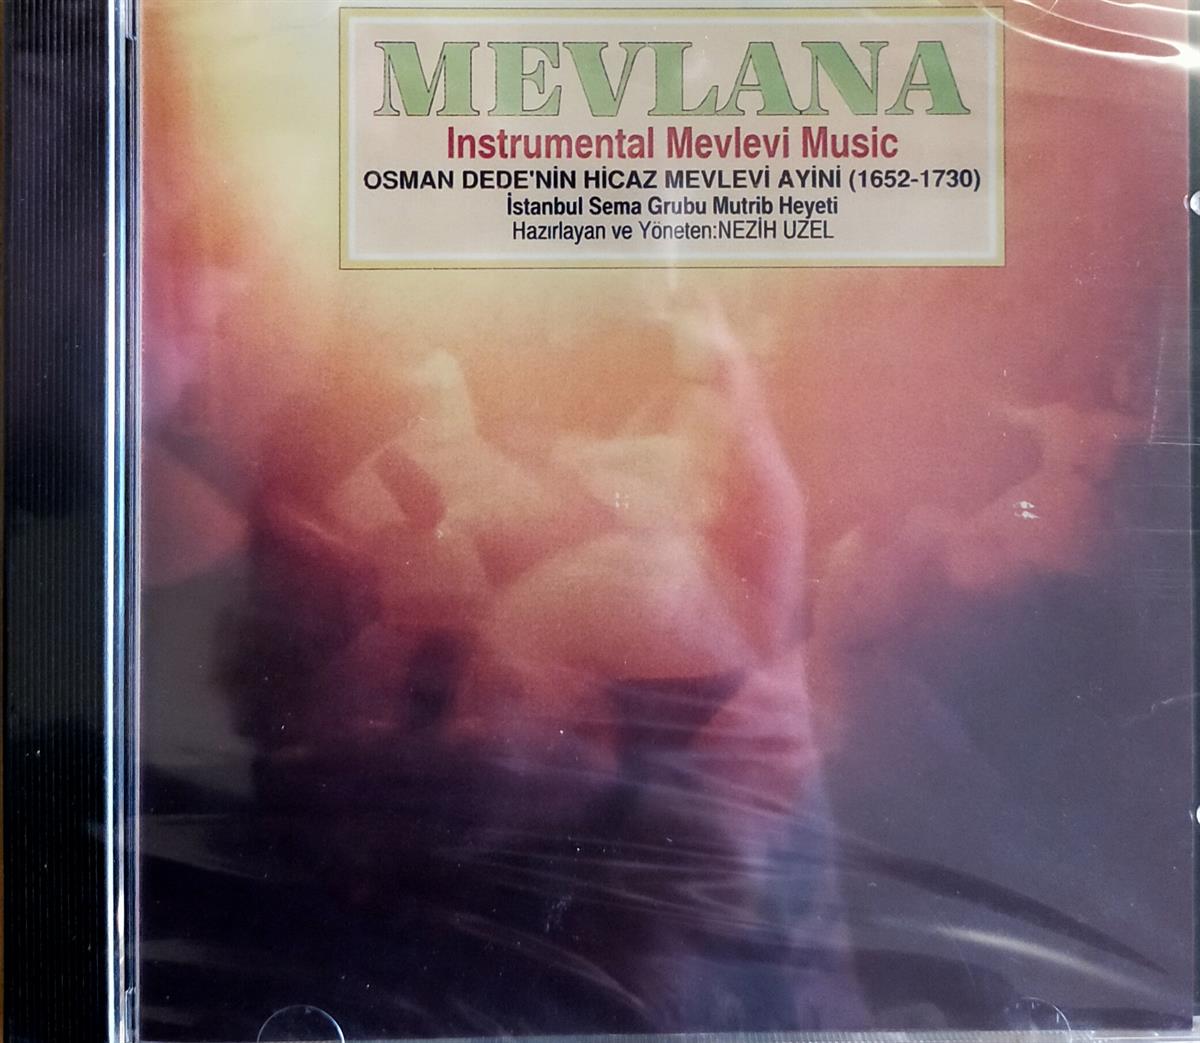 MEVLANA
Instrumental Mevlevi Music
OSMAN DEDE'NİN HİCAZ MEVLEVİ AYİNİ (1652-1730)
İstanbul Sema Grubu Mutrib Heyeti
Hazırlayan ve Yöneten:NEZİH UZEL